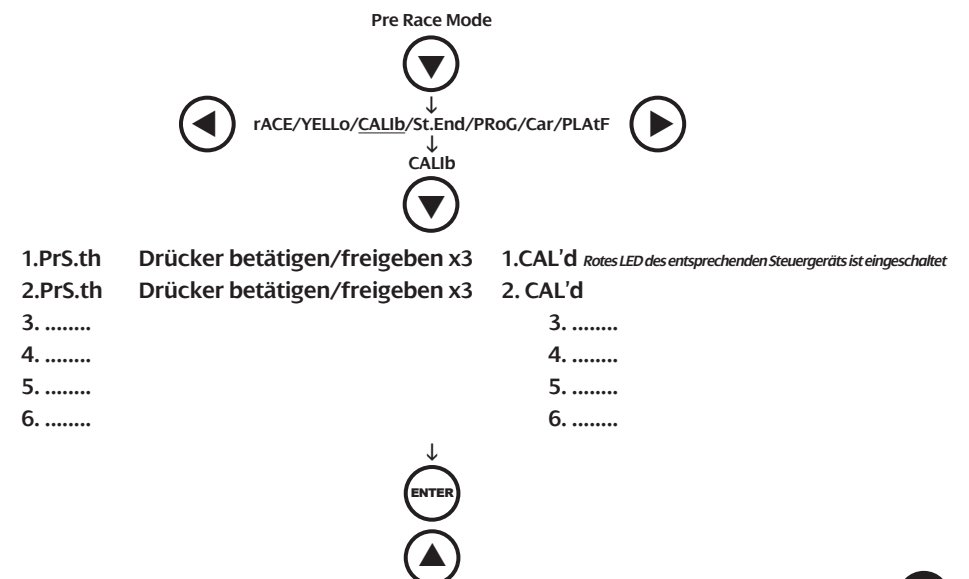 Pre Race Mode
rACE/YELLo/CALIb/St.End/PRoG/Car/PLAtF
CALIb
1.PrS.th Drücker betätigen/freigeben x3 1.CAL’d Rotes LED des entsprechenden Steuergeräts ist eingeschaltet
2.PrS.th Drücker betätigen/freigeben x3 2. CAL’d
3. ........ 3. ........
4. ........ 4. ........
5. ........ 5. ........
6. ........ 6. ........
ENTER